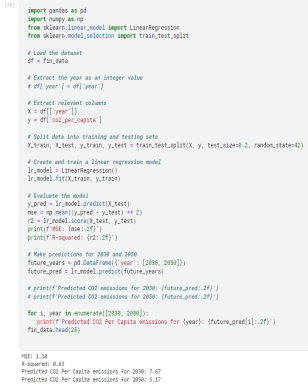 import pandas as pd
import numpy as np
from sklearn.linear_model import LinearRegression
from sklearn.model_selection import train_test_split
# Load the dataset
df = fin_data
# Extract the year as an integer value
# df['year'] = df['year']
# Extract relevant columns
X = df[['year']]
y = df['co2_per_capita']
# Split data into training and testing sets
X_train, X_test, y_train, y_test = train_test_split(X, y, test_size=0.2, random_state=42)
# Create and train a linear regression model
lr_model = LinearRegression()
lr_model.fit(X_train, y_train)
# Evaluate the model
y_pred = lr_model.predict(X_test)
mse = np.mean((y_pred - y_test) ** 2)
r2 = lr_model.score(X_test, y_test)
print(f'MSE: {mse:.2f}')
print(f'R-squared: {r2:.2f}')
# Make predictions for 2030 and 2050
future_years = pd.DataFrame({'year': [2030, 2050]})
future_pred = lr_model.predict(future_years)
# print(f'Predicted CO2 emissions for 2030: {future_pred:.2f}')
# print(f'Predicted CO2 emissions for 2050: {future_pred:.2f}')
for i, year in enumerate([2030, 2050]):
print(f'Predicted CO2 Per Capita emissions for {year}: {future_pred[i]:.2f}')
fin_data.head(25)
MSE: 1.10
R-squared: 0.63
Predicted CO2 Per Capita emissions for 2030: 7.67
Predicted CO2 Per Capita emissions for 2050: 5.17